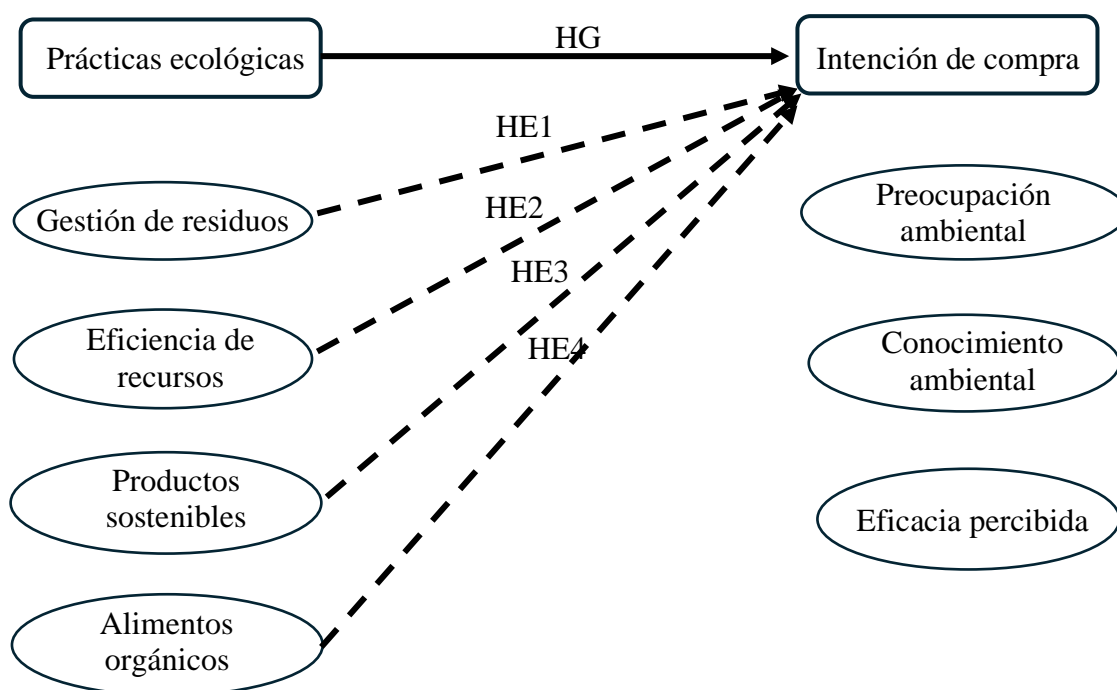 Prácticas ecológicas
HG
Intención de compra
HE1
Gestión de residuos
HE2
Preocupación
ambiental
HE3
Eficiencia de
recursos
HE4
Conocimiento
ambiental
Productos
sostenibles
Eficacia percibida
Alimentos
orgánicos